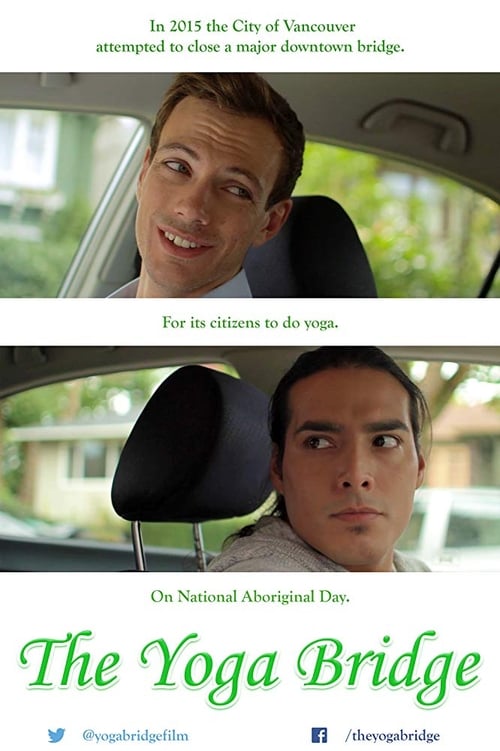 In 2015 the City of Vancouver
attempted to close a major downtown bridge.
For its citizens to do yoga.
On National Aboriginal Day.
The Yoga Bridge
@yogabridgefilm
/theyogabridge